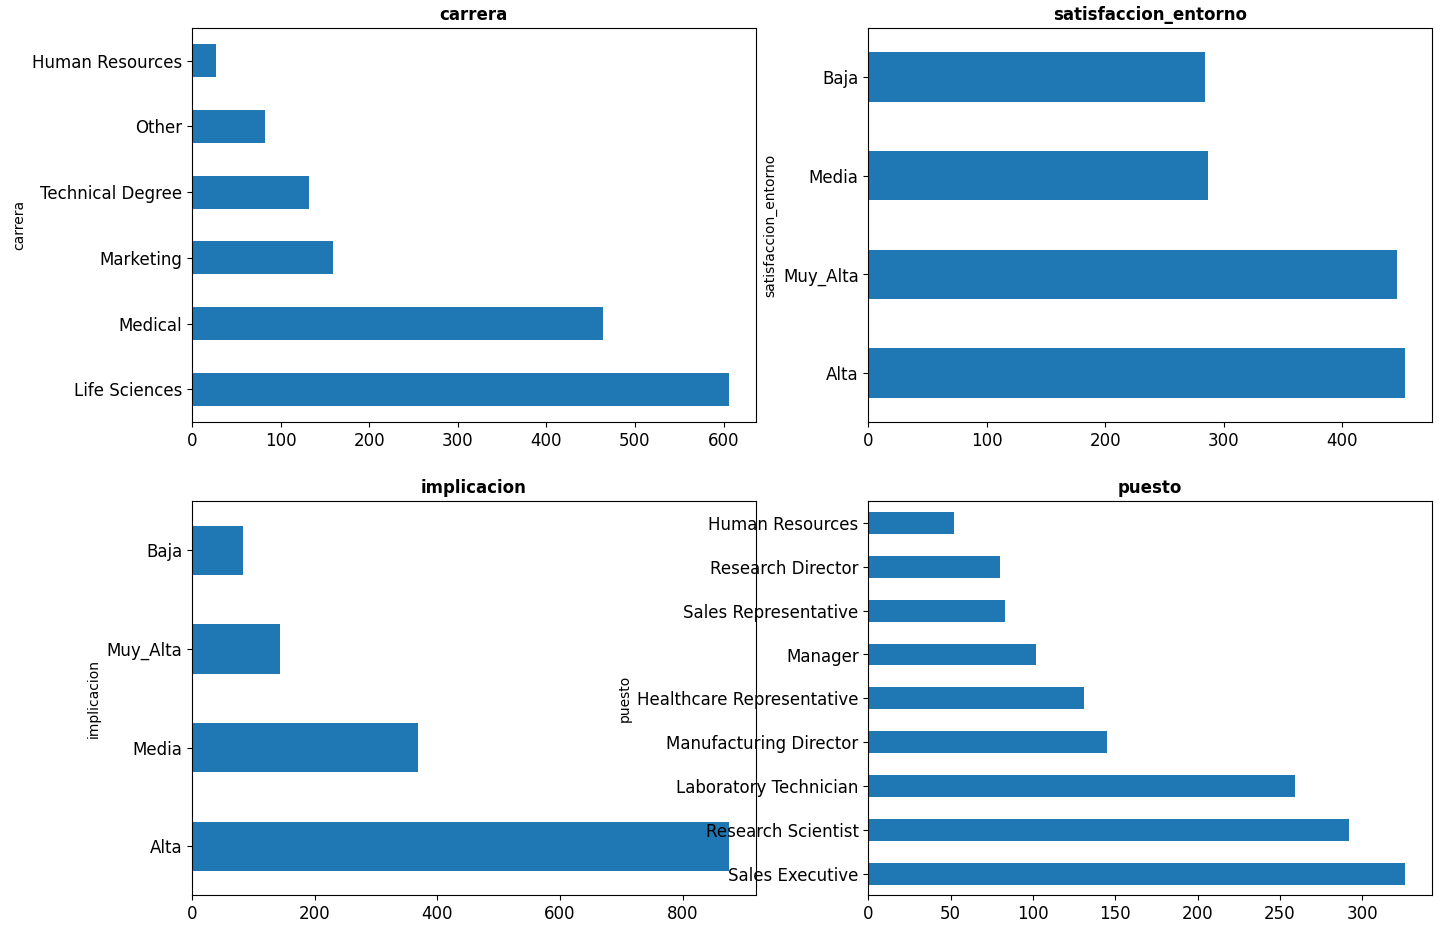 carrera
Human Resources
Other
Technical Degree
Marketing
Medical
Life Sciences
carrera
0 100 200 300 400 500 600
satisfaccion_entorno
Baja
Media
Muy_Alta
Alta
satisfaccion_entorno
0 100 200 300 400
implicacion
Baja
Muy_Alta
Media
Alta
implicacion
0 200 400 600 800
puesto
Human Resources
Research Director
Sales Representative
Manager
Healthcare Representative
Manufacturing Director
Laboratory Technician
Research Scientist
Sales Executive
puesto
0 50 100 150 200 250 300